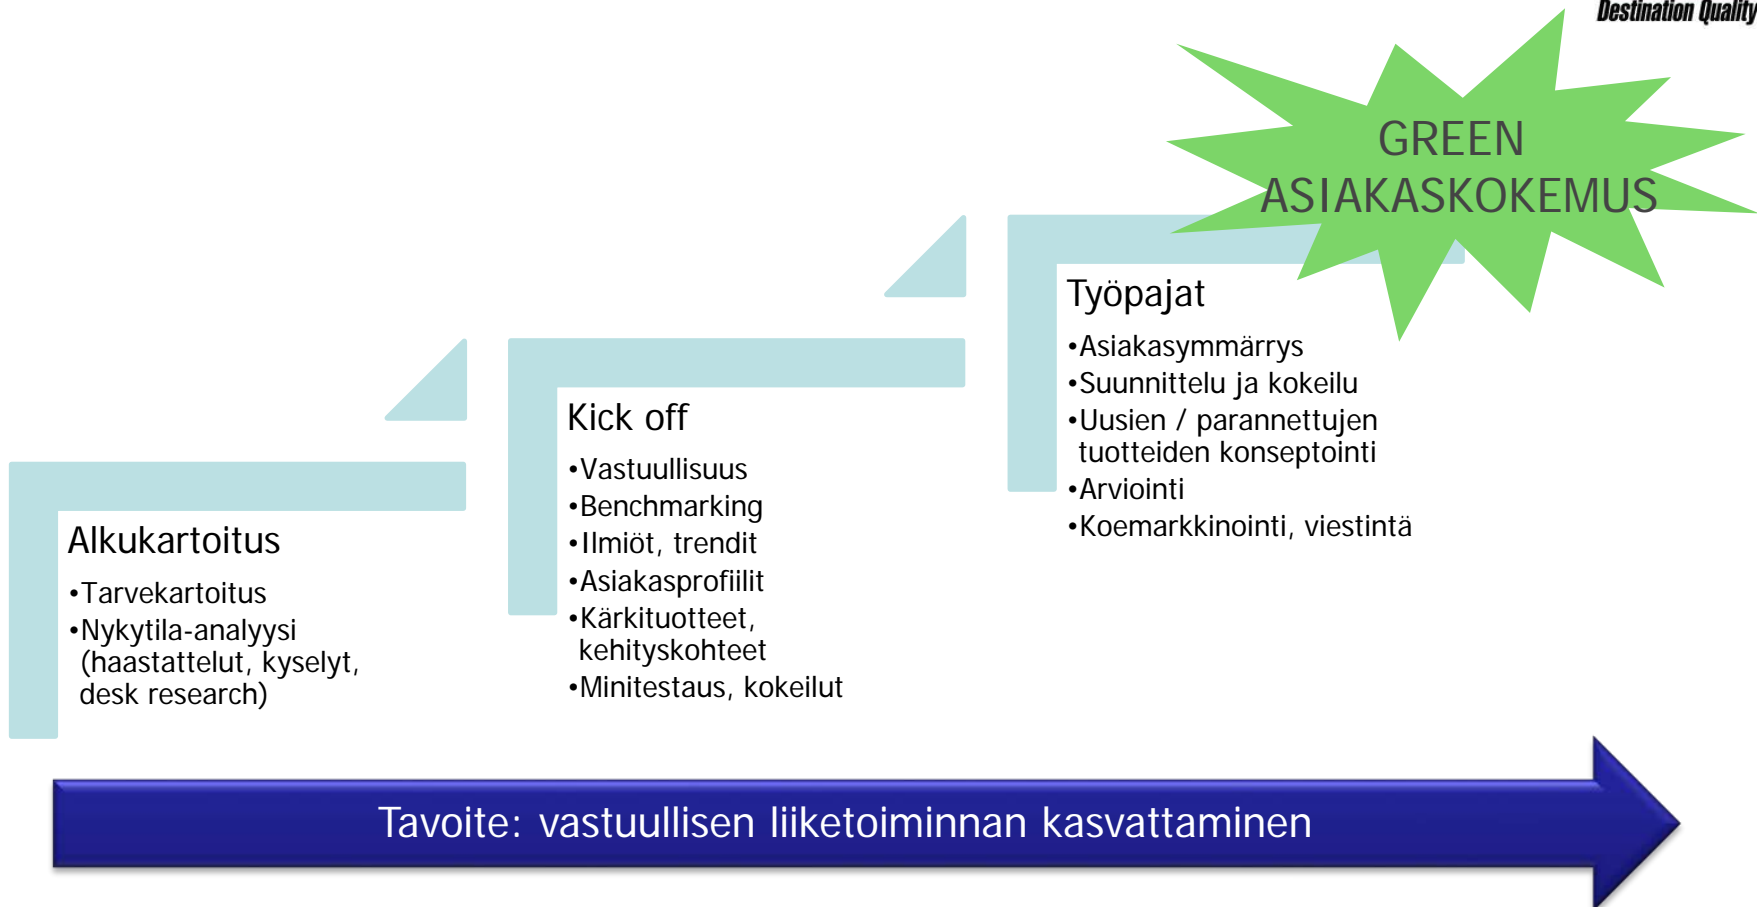 Destination Quality
GREEN
ASIAKASKOKEMUS
Työpajat
•Asiakasymmärrys
•Suunnittelu ja kokeilu
•Uusien / parannettujen
tuotteiden konseptointi
•Arviointi
•Koemarkkinointi, viestintä
Kick off
•Vastuullisuus
•Benchmarking
•Ilmiöt, trendit
•Asiakasprofiilit
•Kärkituotteet,
kehityskohteet
•Minitestaus, kokeilut
Alkukartoitus
•Tarvekartoitus
•Nykytila-analyysi
(haastattelut, kyselyt,
desk research)
Tavoite: vastuullisen liiketoiminnan kasvattaminen